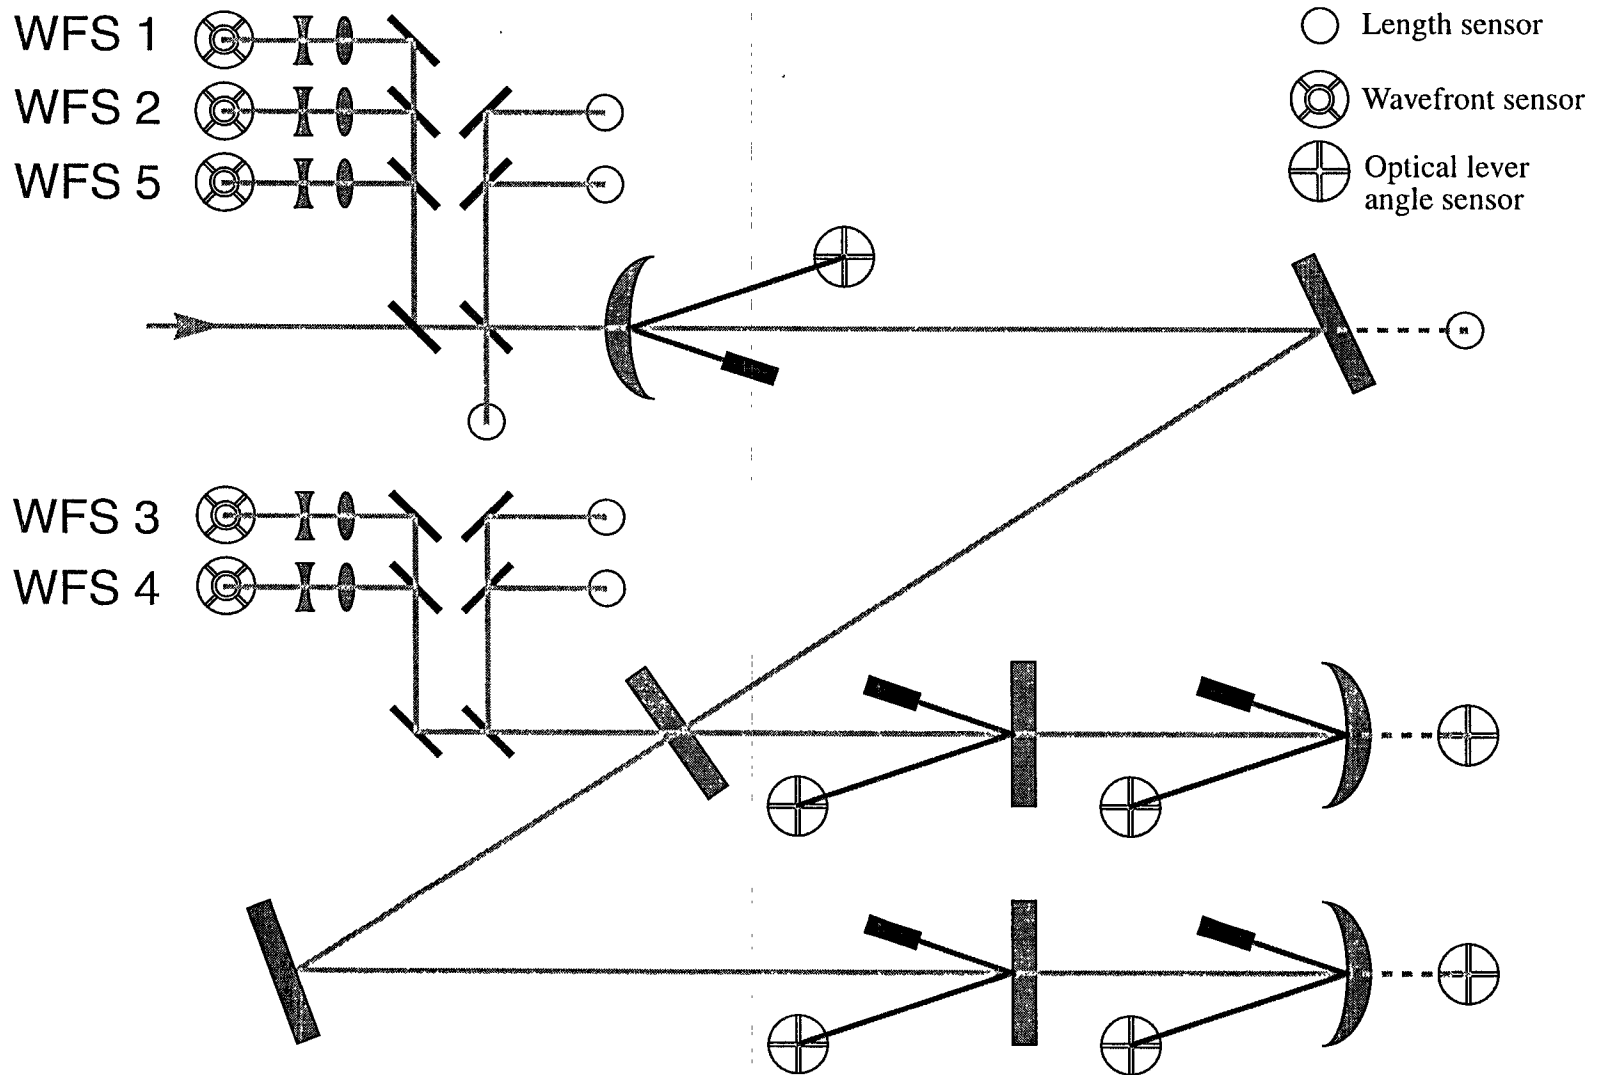 WFS 1
WFS 2
WFS 5
Length sensor
Wavefront sensor
Optical lever
angle sensor
WFS 3
WFS 4